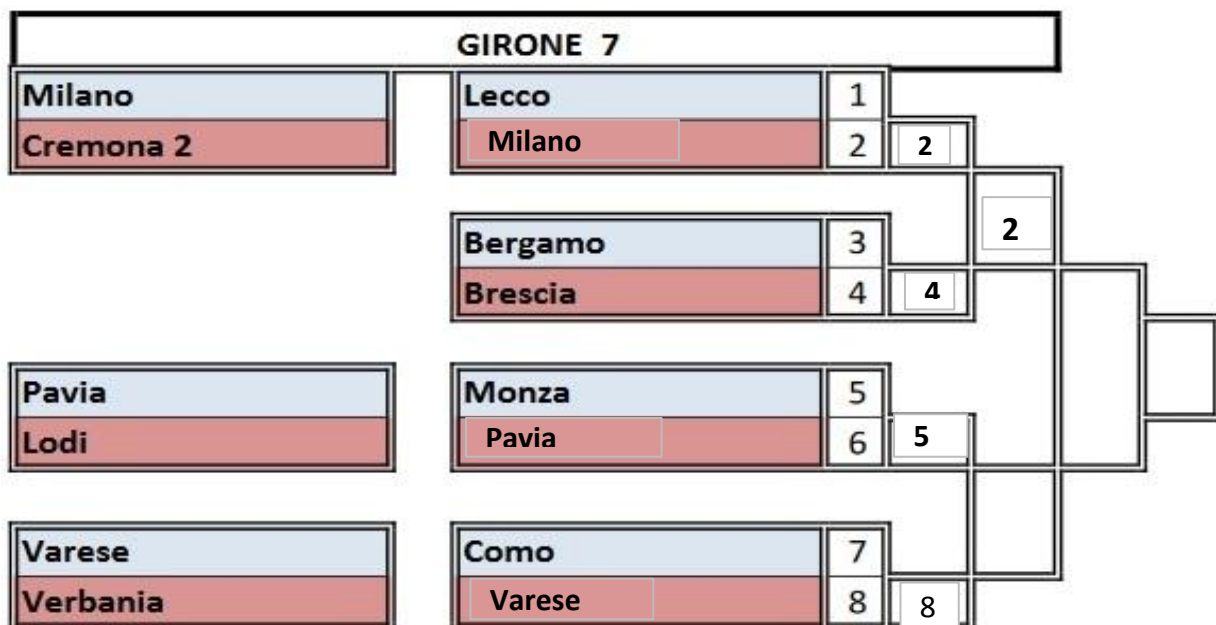 GIRONE 7
Milano Lecco 1
Cremona 2 Milano 2 2
2
Bergamo 3
Brescia 4 4
Pavia Monza 5
Lodi Pavia 6 5
Varese Como 7
Verbania Varese 8 8